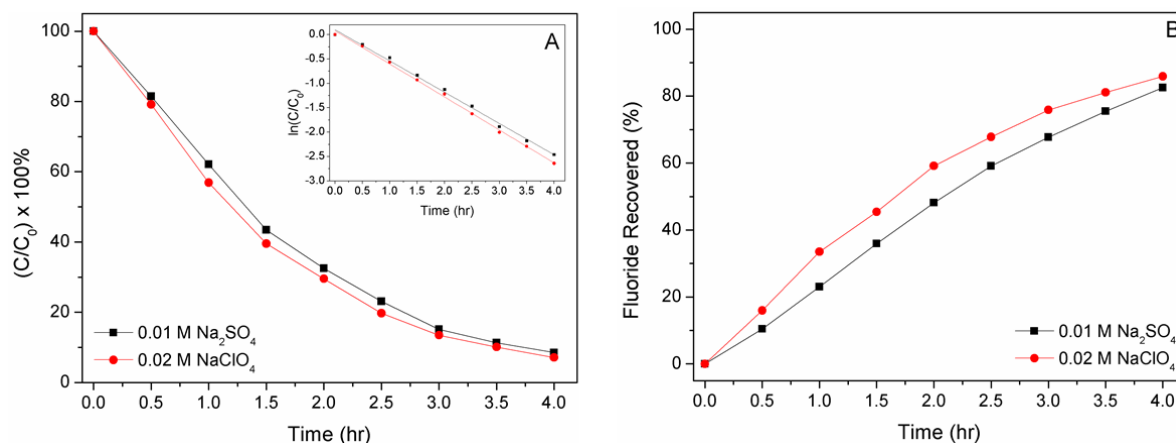 A
(C/C₀) x 100%
100
80
60
40
20
0
0.0 0.5 1.0 1.5 2.0 2.5 3.0 3.5 4.0
Time (hr)
0.01 M Na₂SO₄
0.02 M NaClO₄
ln(C/C₀)
0.5
0.0
-0.5
-1.0
-1.5
-2.0
-2.5
-3.0
0.0 0.5 1.0 1.5 2.0 2.5 3.0 3.5 4.0
Time (hr)
B
Fluoride Recovered (%)
100
80
60
40
20
0
0.0 0.5 1.0 1.5 2.0 2.5 3.0 3.5 4.0
Time (hr)
0.01 M Na₂SO₄
0.02 M NaClO₄